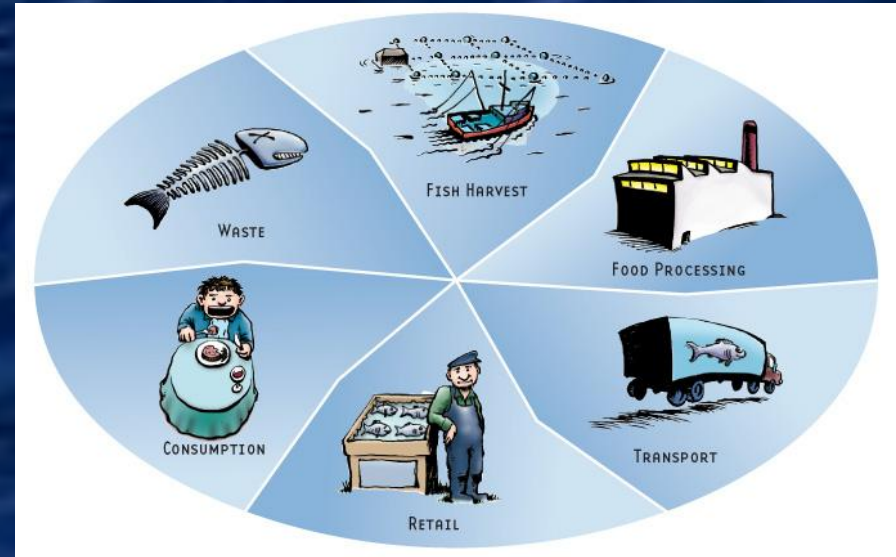 FISH HARVEST
FOOD PROCESSING
TRANSPORT
RETAIL
CONSUMPTION
WASTE